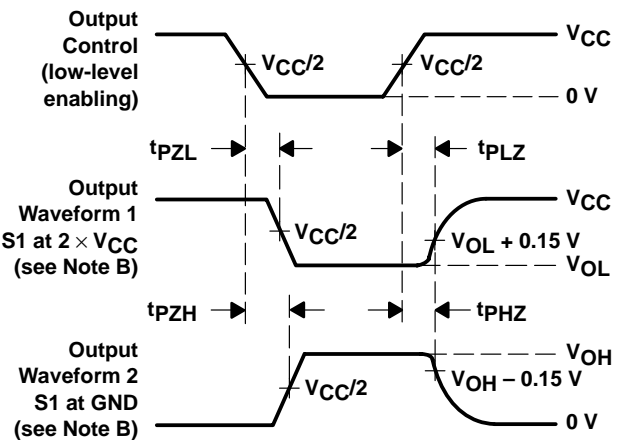 Output
Control
(low-level
enabling)
VCC/2
VCC/2
VCC
0 V
tPZL
tPLZ
Output
Waveform 1
S1 at 2 × VCC
(see Note B)
VCC/2
VCC
VOL + 0.15 V
VOL
tPZH
tPHZ
Output
Waveform 2
S1 at GND
(see Note B)
VCC/2
VOH
VOH – 0.15 V
0 V